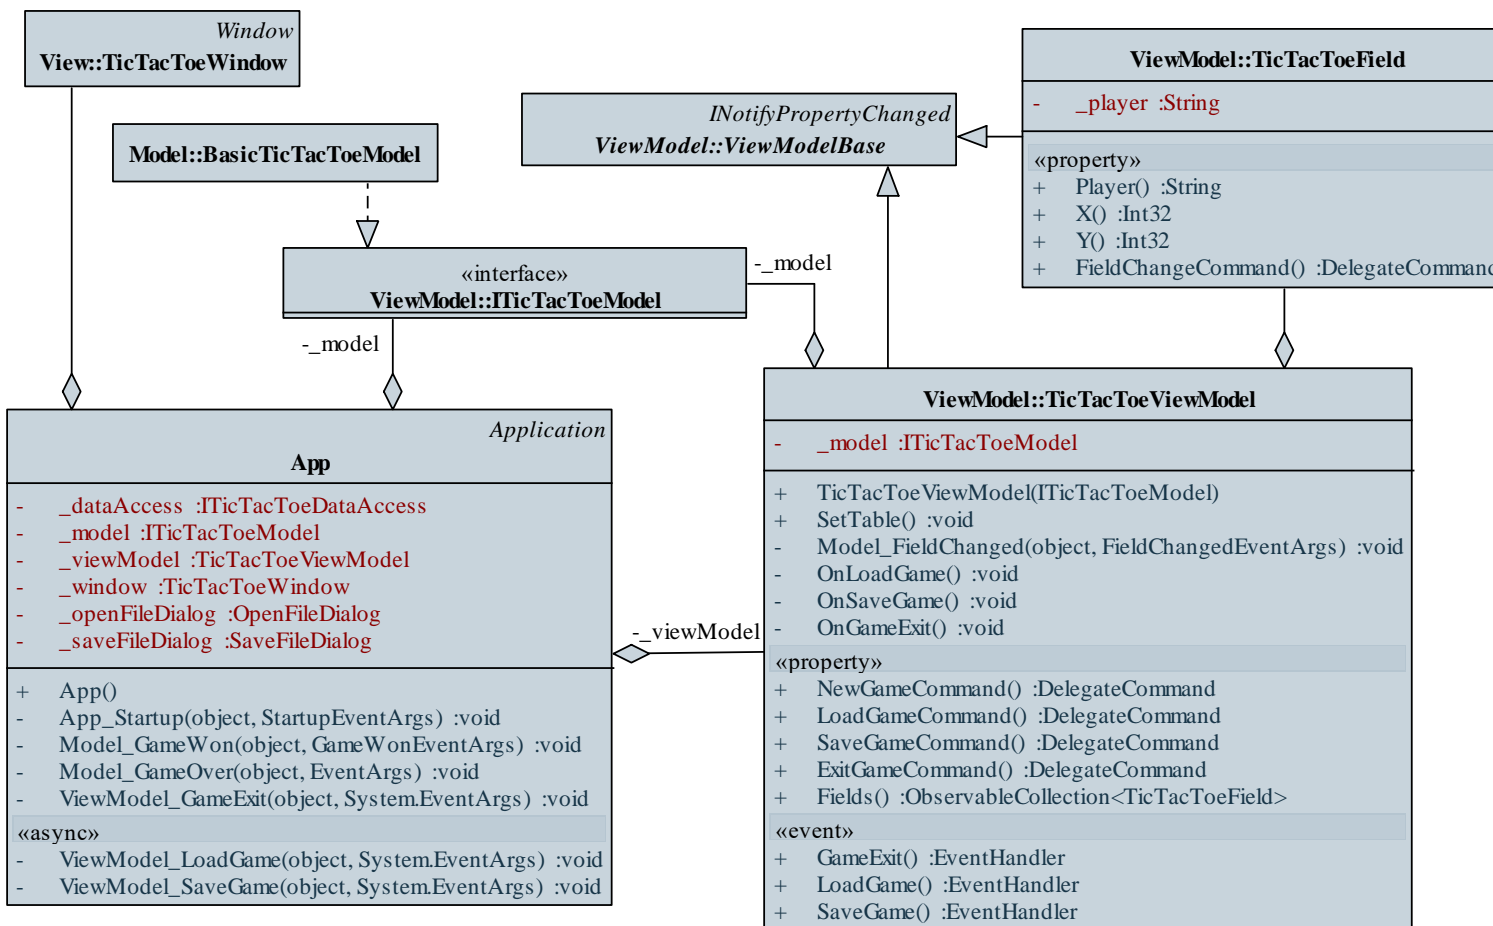 Window
View::TicTacToeWindow
Model::BasicTicTacToeModel
INotifyPropertyChanged
ViewModel::ViewModelBase
ViewModel::TicTacToeField
- _player :String
«property»
+ Player() :String
+ X() :Int32
+ Y() :Int32
+ FieldChangeCommand() :DelegateCommand
«interface»
ViewModel::ITicTacToeModel
-_model
-_model
Application
App
- _dataAccess :ITicTacToeDataAccess
- _model :ITicTacToeModel
- _viewModel :TicTacToeViewModel
- _window :TicTacToeWindow
- _openFileDialog :OpenFileDialog
- _saveFileDialog :SaveFileDialog
+ App()
- App_Startup(object, StartupEventArgs) :void
- Model_GameWon(object, GameWonEventArgs) :void
- Model_GameOver(object, EventArgs) :void
- ViewModel_GameExit(object, System.EventArgs) :void
«async»
- ViewModel_LoadGame(object, System.EventArgs) :void
- ViewModel_SaveGame(object, System.EventArgs) :void
-_viewModel
ViewModel::TicTacToeViewModel
- _model :ITicTacToeModel
+ TicTacToeViewModel(ITicTacToeModel)
+ SetTable() :void
- Model_FieldChanged(object, FieldChangedEventArgs) :void
- OnLoadGame() :void
- OnSaveGame() :void
- OnGameExit() :void
«property»
+ NewGameCommand() :DelegateCommand
+ LoadGameCommand() :DelegateCommand
+ SaveGameCommand() :DelegateCommand
+ ExitGameCommand() :DelegateCommand
+ Fields() :ObservableCollection<TicTacToeField>
«event»
+ GameExit() :EventHandler
+ LoadGame() :EventHandler
+ SaveGame() :EventHandler